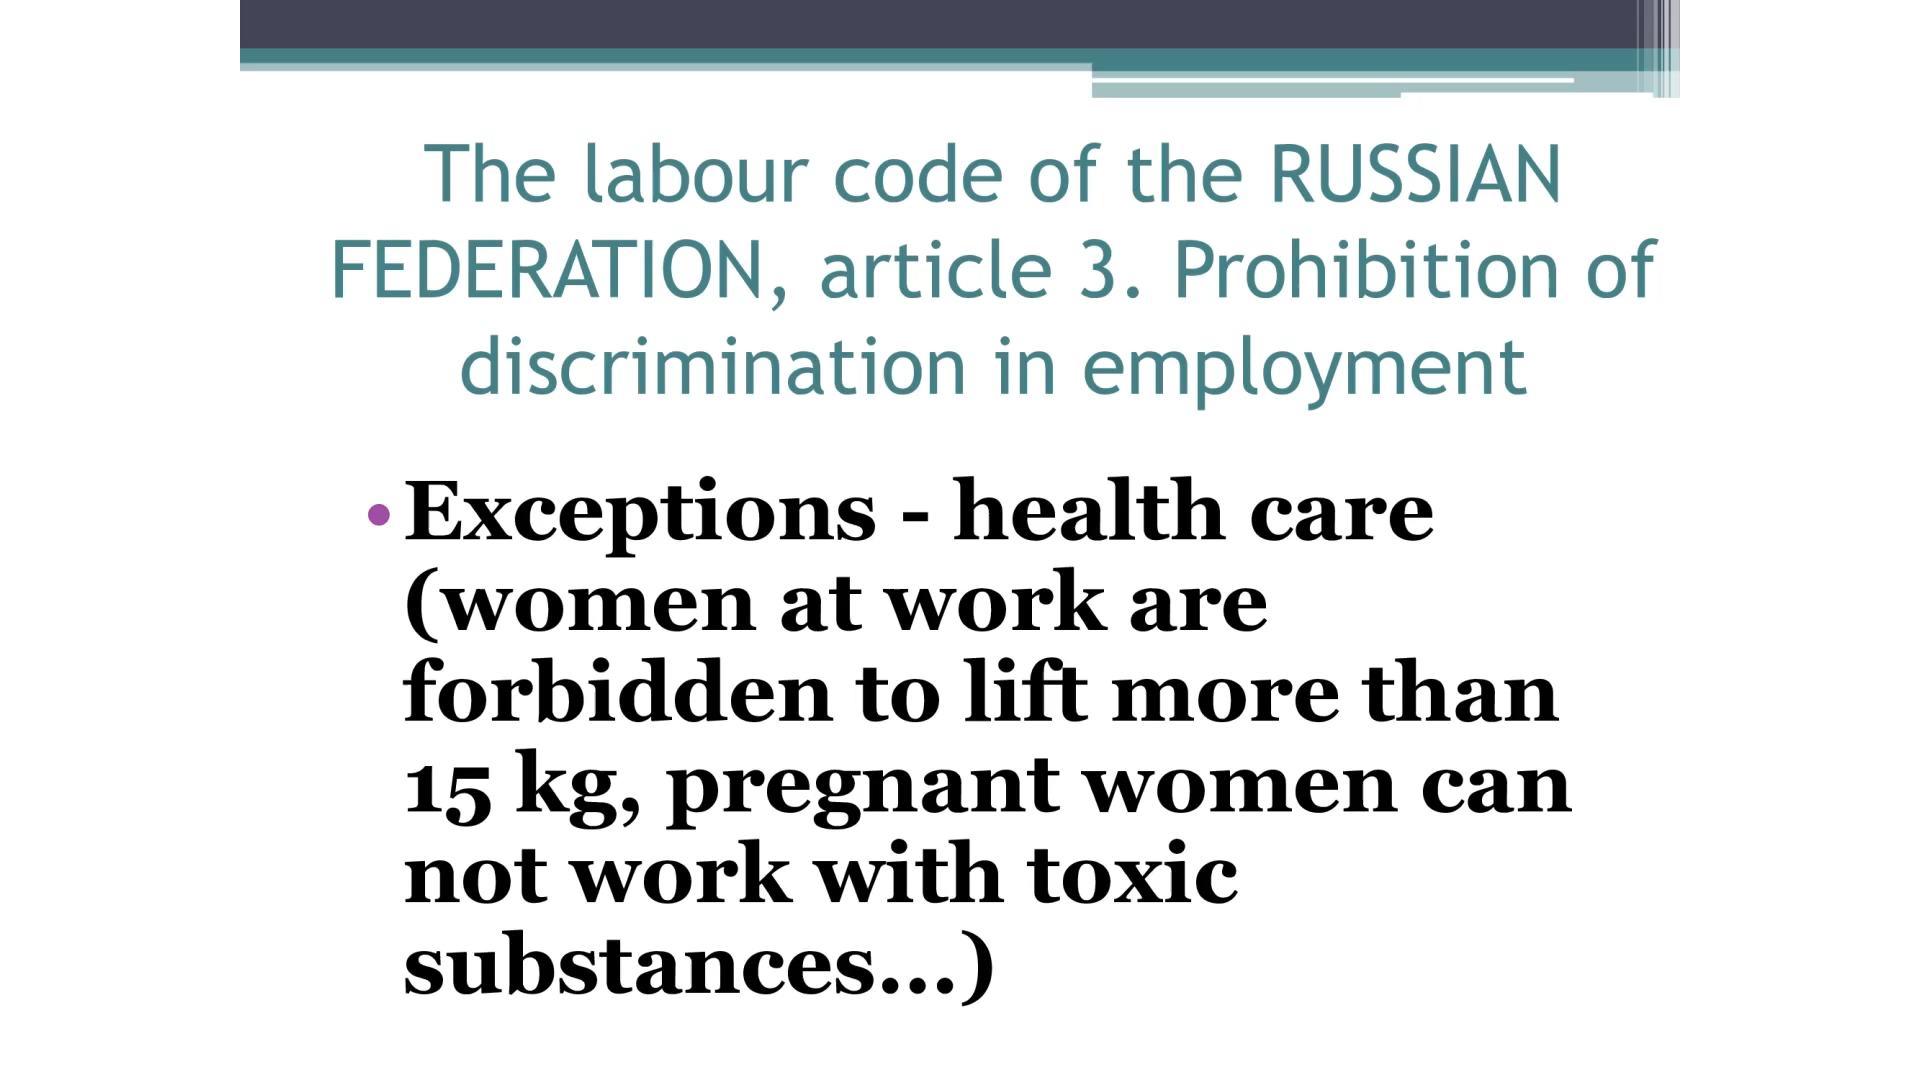 The labour code of the RUSSIAN
FEDERATION, article 3. Prohibition of
discrimination in employment
• Exceptions - health care
(women at work are
forbidden to lift more than
15 kg, pregnant women can
not work with toxic
substances...)